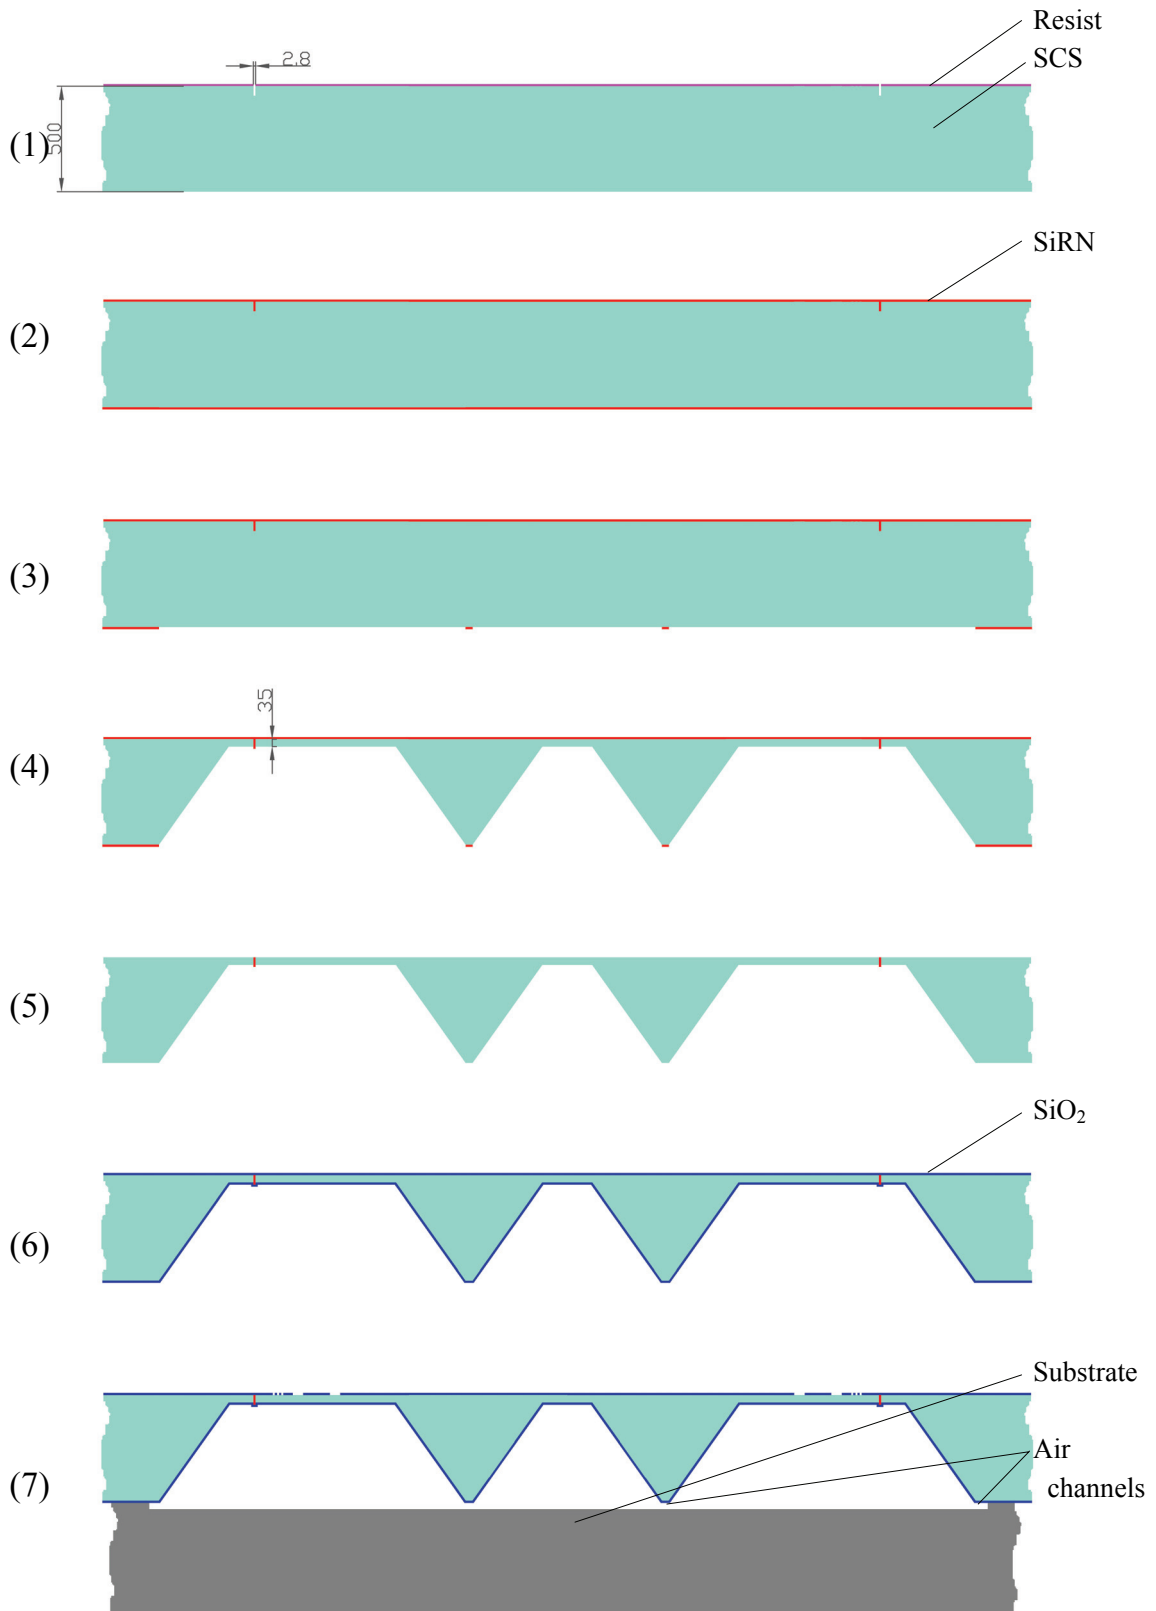 Resist
2.8
SCS
(1)
500
SiRN
(2)
(3)
35
(4)
(5)
SiO₂
(6)
Substrate
Air
channels
(7)